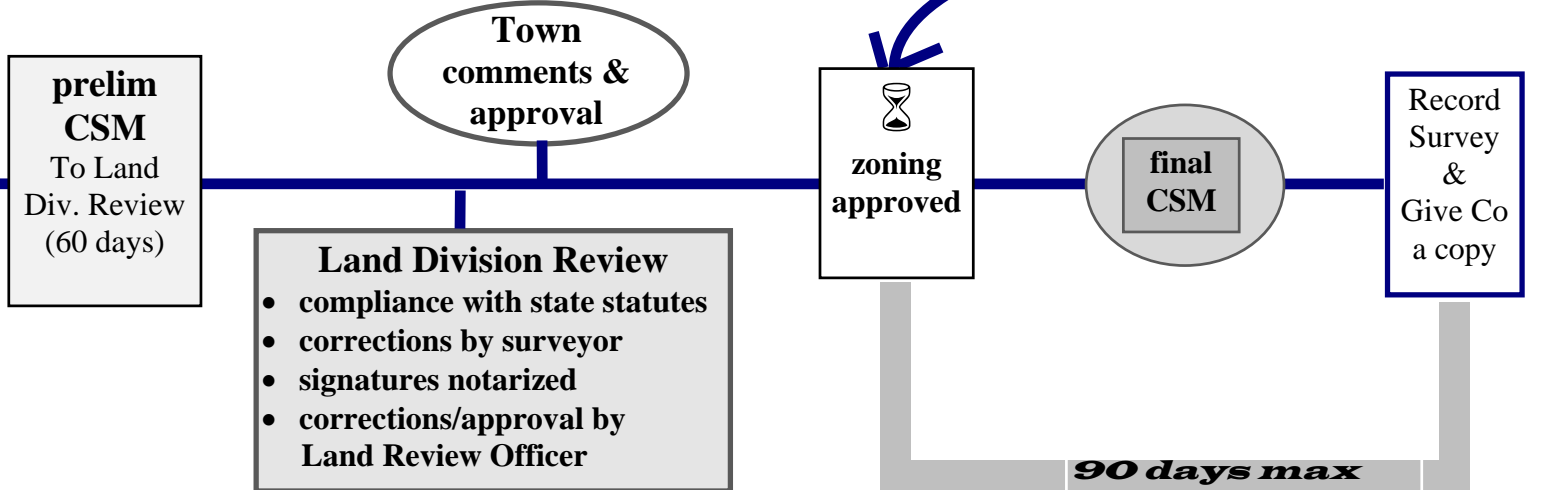 prelim
CSM
To Land
Div. Review
(60 days)
Town
comments &
approval
Land Division Review
• compliance with state statutes
• corrections by surveyor
• signatures notarized
• corrections/approval by
Land Review Officer
zoning
approved
final
CSM
Record
Survey
&
Give Co
a copy
90 days max